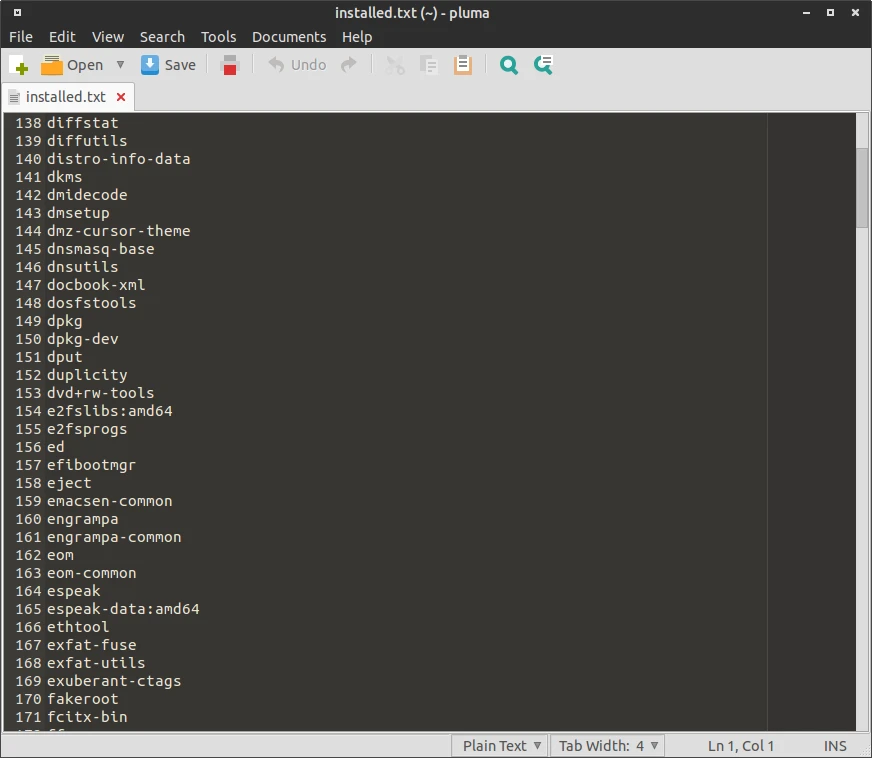 installed.txt (~) - pluma
File Edit View Search Tools Documents Help
Open Save Undo
installed.txt
138 diffstat
139 diffutils
140 distro-info-data
141 dkms
142 dmidecode
143 dmsetup
144 dmz-cursor-theme
145 dnsmasq-base
146 dnsutils
147 docbook-xml
148 dosfstools
149 dpkg
150 dpkg-dev
151 dput
152 duplicity
153 dvd+rw-tools
154 e2fslibs:amd64
155 e2fsprogs
156 ed
157 efibootmgr
158 eject
159 emacsen-common
160 engrampa
161 engrampa-common
162 eom
163 eom-common
164 espeak
165 espeak-data:amd64
166 ethtool
167 exfat-fuse
168 exfat-utils
169 exuberant-ctags
170 fakeroot
171 fcitx-bin
Plain Text Tab Width: 4 Ln 1, Col 1 INS